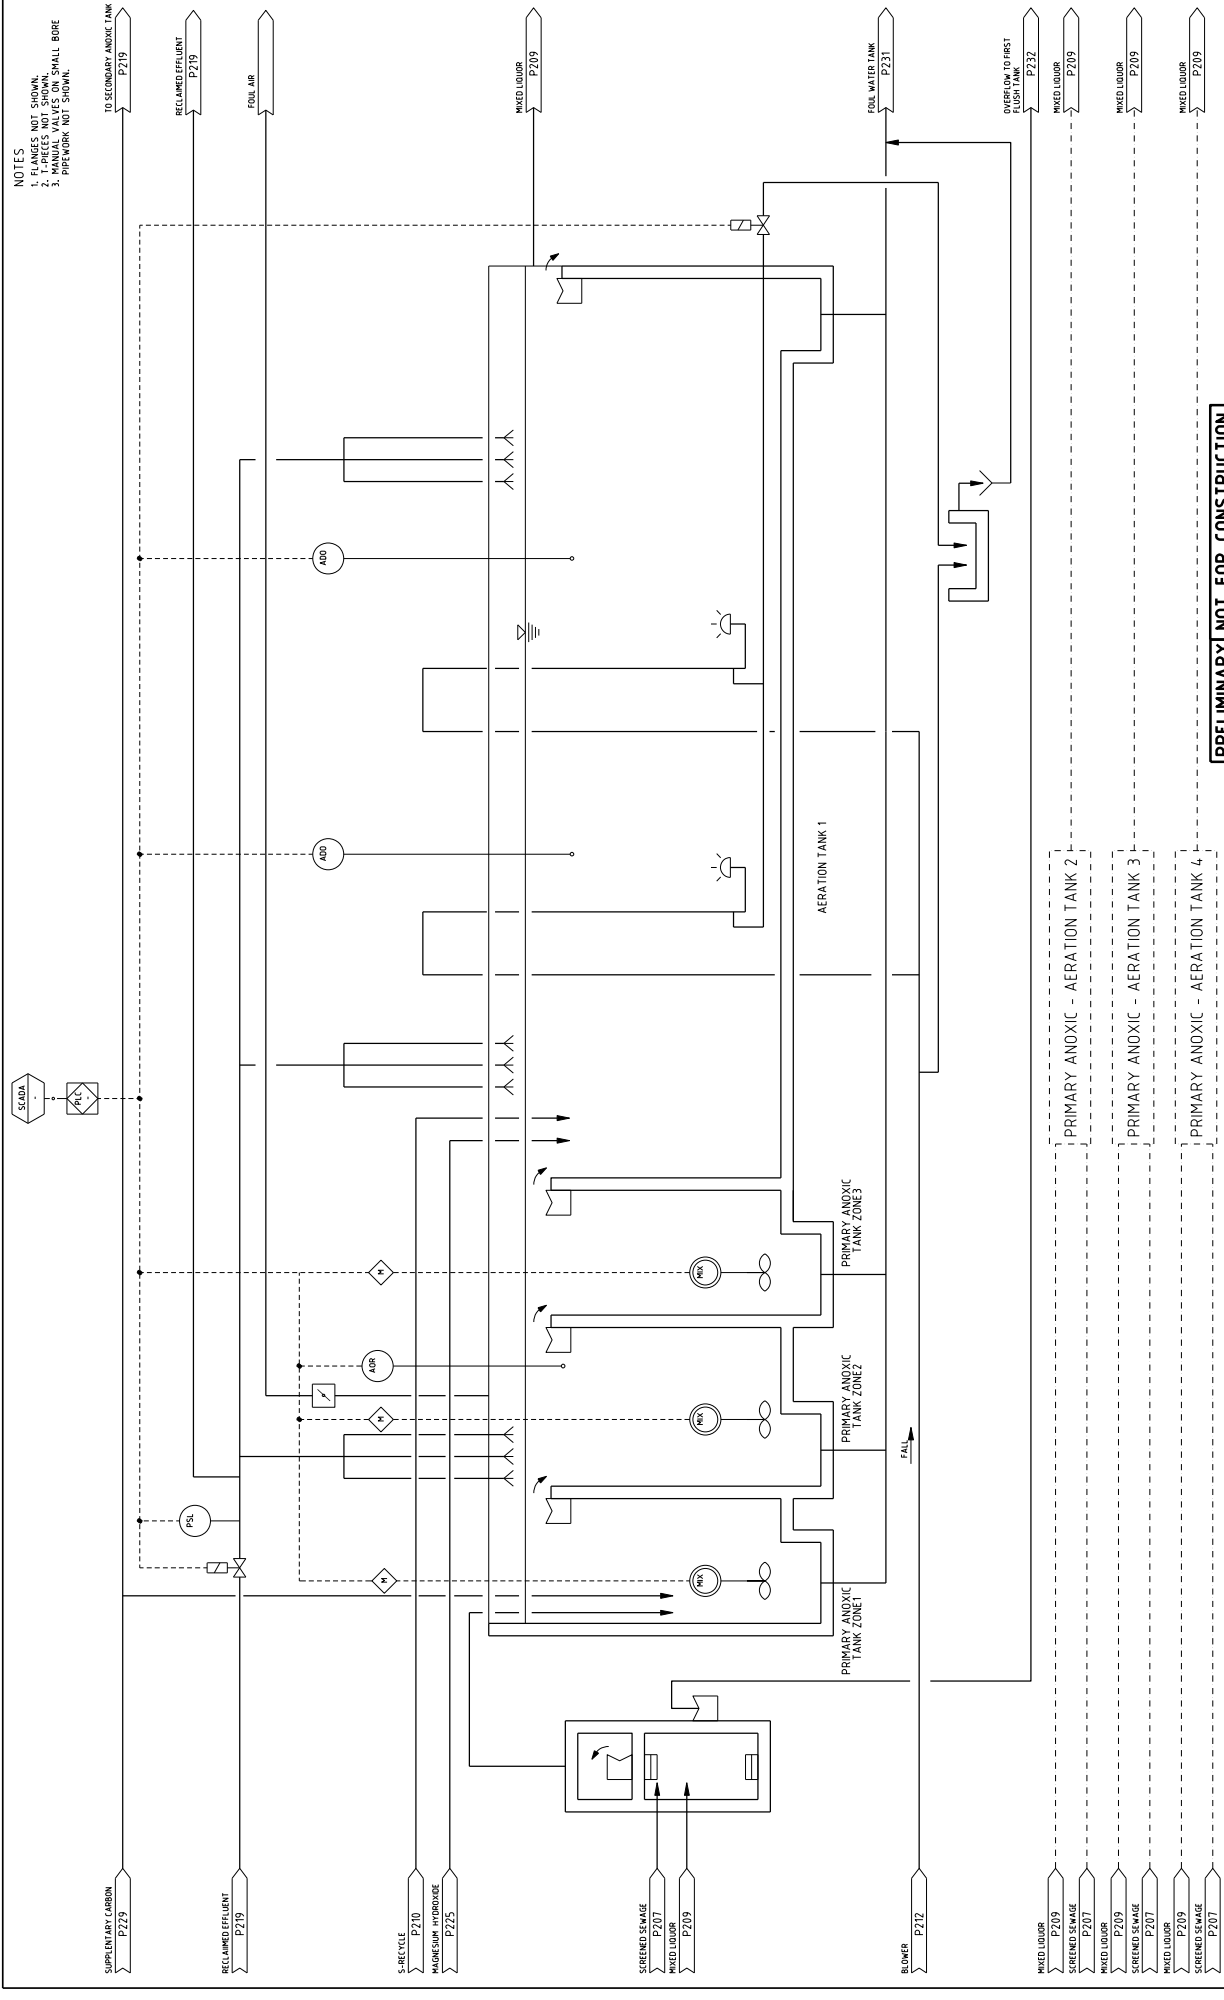 NOTES
1. FLANGES NOT SHOWN.
2. T-PIECES NOT SHOWN.
3. MANUAL VALVES ON SMALL BORE
PIPEWORK NOT SHOWN.
SCADA
-
PLC
-
SUPPLENTARY CARBON
P229
TO SECONDARY ANOXIC TANK
P219
RECLAIMED EFFLUENT
P219
RECLAIMED EFFLUENT
P219
FOUL AIR
S-RECYCLE
P210
MAGNESIUM HYDROXIDE
P225
MIXED LIQUOR
P209
SCREENED SEWAGE
P207
MIXED LIQUOR
P209
PSL
M
M
M
AOR
ADO
ADO
MIX
MIX
MIX
PRIMARY ANOXIC
TANK ZONE1
PRIMARY ANOXIC
TANK ZONE2
PRIMARY ANOXIC
TANK ZONE3
AERATION TANK 1
FALL
BLOWER
P212
FOUL WATER TANK
P231
OVERFLOW TO FIRST
FLUSH TANK
P232
MIXED LIQUOR
P209
SCREENED SEWAGE
P207
PRIMARY ANOXIC - AERATION TANK 2
MIXED LIQUOR
P209
MIXED LIQUOR
P209
SCREENED SEWAGE
P207
PRIMARY ANOXIC - AERATION TANK 3
MIXED LIQUOR
P209
MIXED LIQUOR
P209
SCREENED SEWAGE
P207
PRIMARY ANOXIC - AERATION TANK 4
MIXED LIQUOR
P209
PRELIMINARY NOT FOR CONSTRUCTION